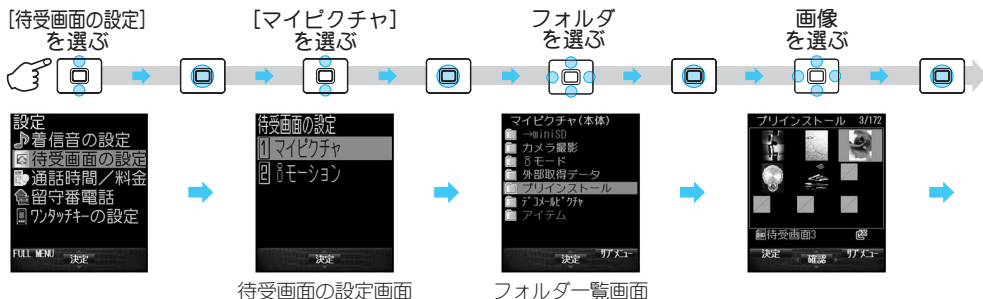 [待受画面の設定]
を選ぶ
[マイピクチャ]
を選ぶ
フォルダ
を選ぶ
画像
を選ぶ
設定
着信音の設定
待受画面の設定
通話時間／料金
留守番電話
ワンタッチキーの設定
FULL MENU 決定
待受画面の設定
1 マイピクチャ
2 iモーション
決定
待受画面の設定画面
マイピクチャ(本体)
→miniSD
カメラ撮影
iモード
外部取得データ
プリインストール
デコメールピクチャ
アイテム
決定 サブメニュー
フォルダ一覧画面
プリインストール 3/172
待受画面3
決定 確認 サブメニュー